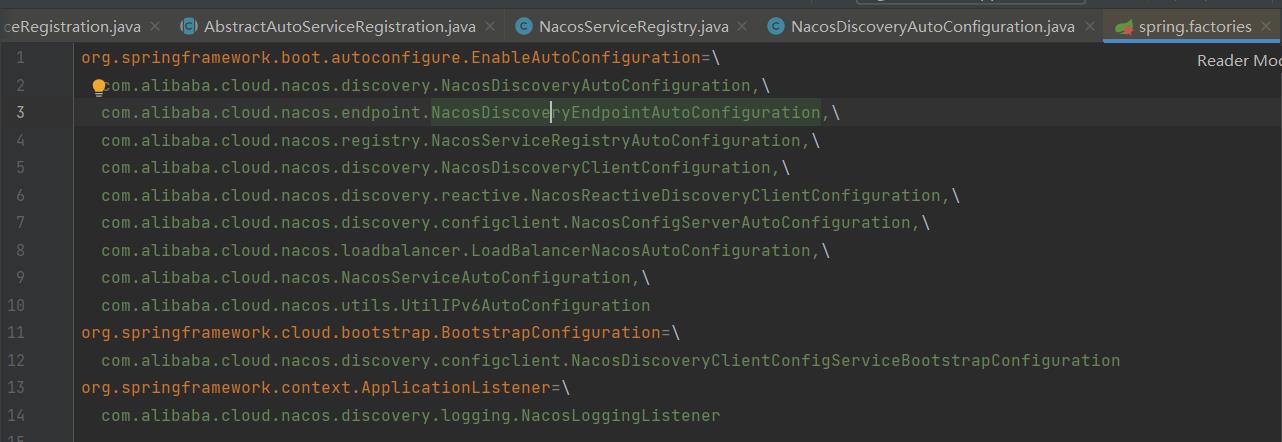 ceRegistration.java AbstractAutoServiceRegistration.java NacosServiceRegistry.java NacosDiscoveryAutoConfiguration.java spring.factories
Reader Mod
1 org.springframework.boot.autoconfigure.EnableAutoConfiguration=\
2 com.alibaba.cloud.nacos.discovery.NacosDiscoveryAutoConfiguration,\
3 com.alibaba.cloud.nacos.endpoint.NacosDiscoveryEndpointAutoConfiguration,\
4 com.alibaba.cloud.nacos.registry.NacosServiceRegistryAutoConfiguration,\
5 com.alibaba.cloud.nacos.discovery.NacosDiscoveryClientConfiguration,\
6 com.alibaba.cloud.nacos.discovery.reactive.NacosReactiveDiscoveryClientConfiguration,\
7 com.alibaba.cloud.nacos.discovery.configclient.NacosConfigServerAutoConfiguration,\
8 com.alibaba.cloud.nacos.loadbalancer.LoadBalancerNacosAutoConfiguration,\
9 com.alibaba.cloud.nacos.NacosServiceAutoConfiguration,\
10 com.alibaba.cloud.nacos.utils.UtilIPv6AutoConfiguration
11 org.springframework.cloud.bootstrap.BootstrapConfiguration=\
12 com.alibaba.cloud.nacos.discovery.configclient.NacosDiscoveryClientConfigServiceBootstrapConfiguration
13 org.springframework.context.ApplicationListener=\
14 com.alibaba.cloud.nacos.discovery.logging.NacosLoggingListener